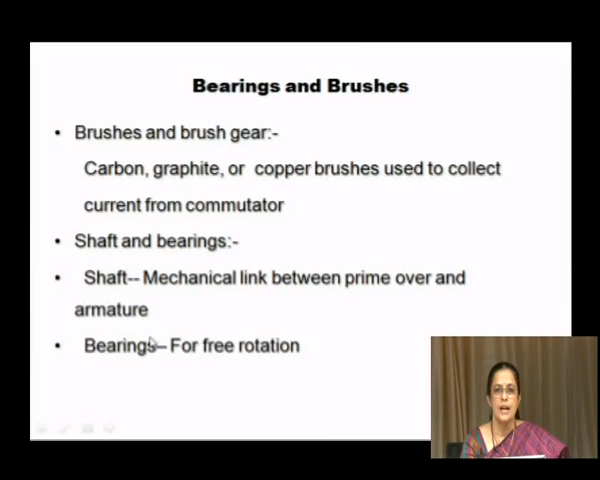 Bearings and Brushes
• Brushes and brush gear:-
Carbon, graphite, or copper brushes used to collect
current from commutator
• Shaft and bearings:-
• Shaft-- Mechanical link between prime over and
armature
• Bearings– For free rotation